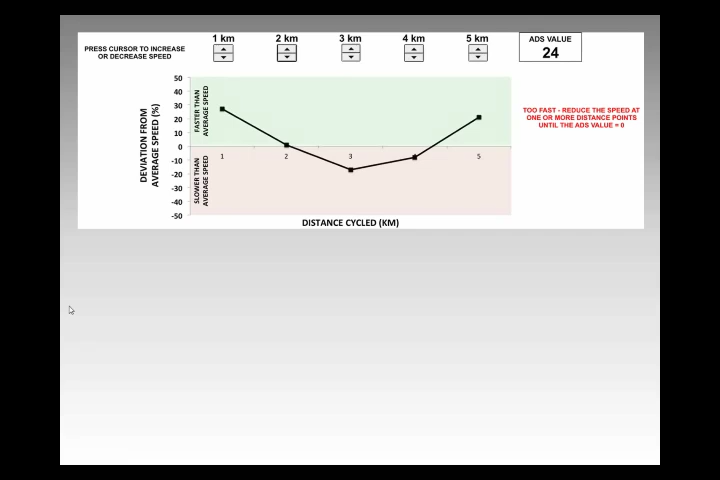 1 km 2 km 3 km 4 km 5 km
ADS VALUE
24
PRESS CURSOR TO INCREASE
OR DECREASE SPEED
TOO FAST - REDUCE THE SPEED AT
ONE OR MORE DISTANCE POINTS
UNTIL THE ADS VALUE = 0
DEVIATION FROM
AVERAGE SPEED (%)
50
40
30
20
10
0
-10
-20
-30
-40
-50
FASTER THAN
AVERAGE SPEED
SLOWER THAN
AVERAGE SPEED
1 2 3 4 5
DISTANCE CYCLED (KM)